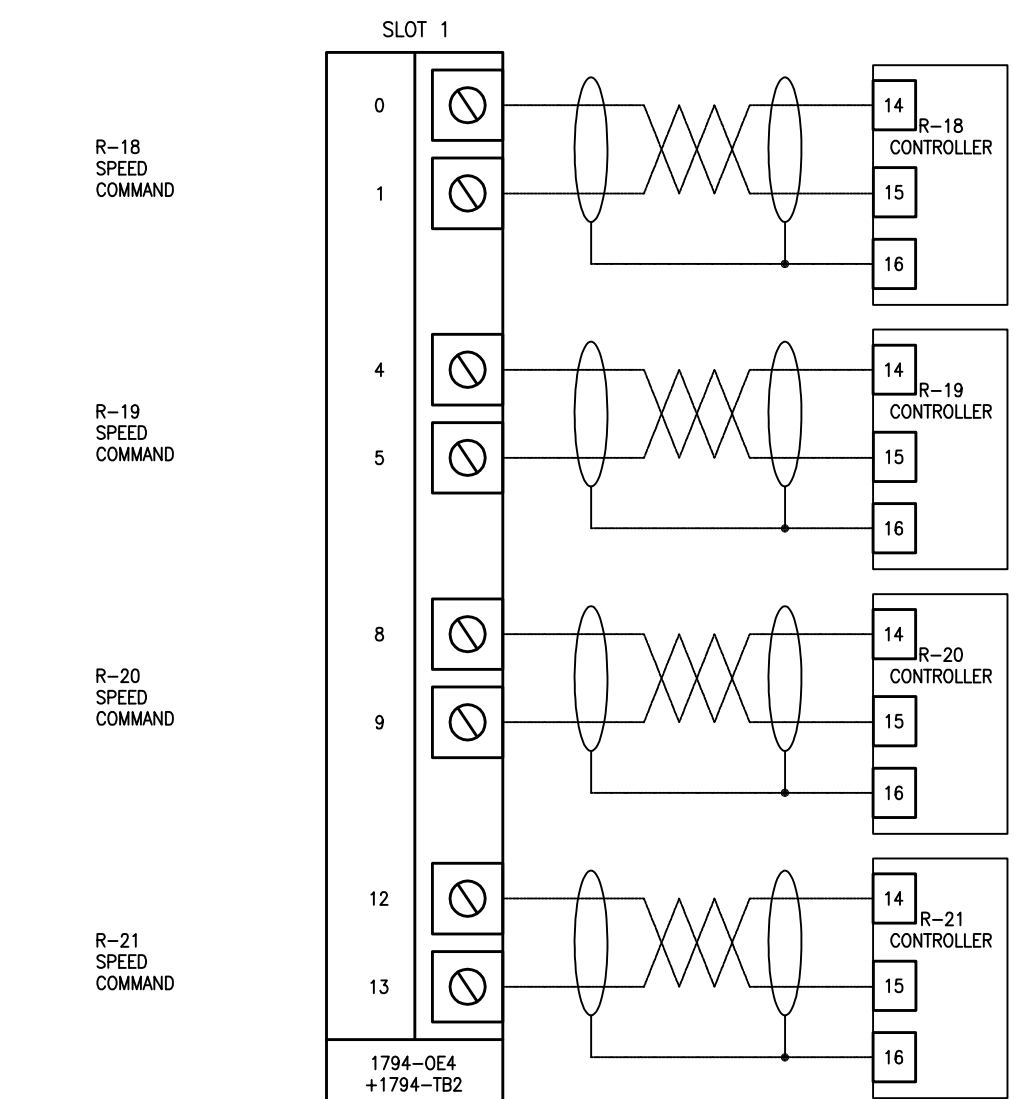 SLOT 1
R-18
SPEED
COMMAND
0
1
14
R-18
CONTROLLER
15
16
R-19
SPEED
COMMAND
4
5
14
R-19
CONTROLLER
15
16
R-20
SPEED
COMMAND
8
9
14
R-20
CONTROLLER
15
16
R-21
SPEED
COMMAND
12
13
14
R-21
CONTROLLER
15
16
1794-OE4
+1794-TB2